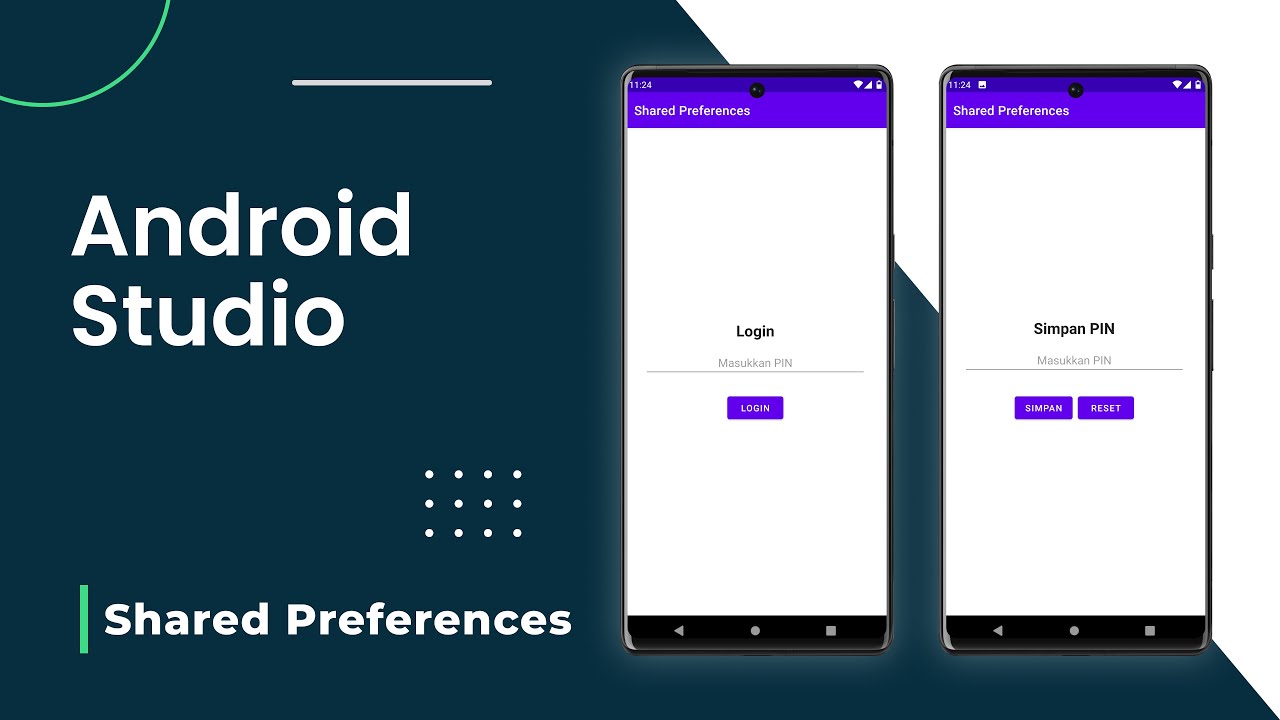 Android
Studio
Shared Preferences
11:24
Shared Preferences
Login
Masukkan PIN
LOGIN
11:24
Shared Preferences
Simpan PIN
Masukkan PIN
SIMPAN RESET